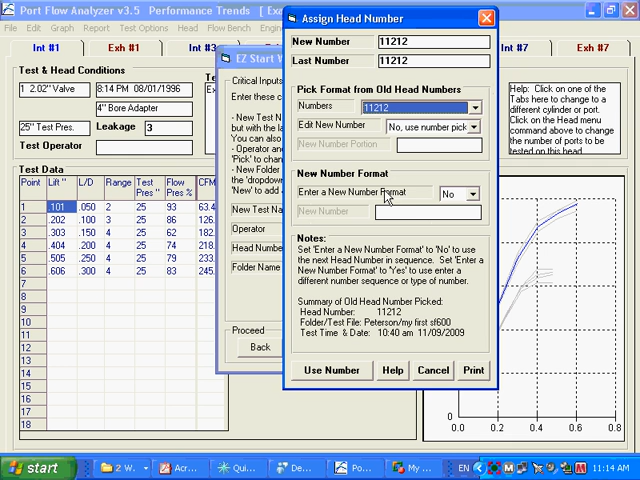 Port Flow Analyzer v3.5 Performance Trends [ Exa
File Edit Graph Report Test Options Head Flow Bench Engine
Int #1 Exh #1 Int #3 nt #7 Exh #7
Test & Head Conditions
1 2.02" Valve 8:14 PM 08/01/1996
4" Bore Adapter
25" Test Pres. Leakage 3
Test Operator
Test Data
Point Lift " L/D Range Test Pres " Flow Pres % CFM
1 .101 .050 2 25 93 63.4
2 .202 .100 3 25 86 126.
3 .303 .150 4 25 62 182.
4 .404 .200 4 25 74 218.
5 .505 .250 4 25 79 233.
6 .606 .300 4 25 83 245.
7
8
9
10
11
12
13
14
15
16
17
18
EZ Start W
Critical Inputs
Enter these c
- New Test N
but with the la
You can also
- Operator an
'Pick' to chan
- New Folder
the 'dropdown
'New' to add
New Test Na
Operator
Head Number
Folder Name
Proceed
Back
Assign Head Number
New Number 11212
Last Number 11212
Pick Format from Old Head Numbers
Numbers 11212
Edit New Number No, use number pick
New Number Portion
New Number Format
Enter a New Number Format No
New Number
Notes:
Set 'Enter a New Number Format' to 'No' to use
the next Head Number in sequence. Set 'Enter a
New Number Format' to 'Yes' to use enter a
different number sequence or type of number.
Summary of Old Head Number Picked:
Head Number: 11212
Folder/Test File: Peterson/my first sf600
Test Time & Date: 10:40 am 11/09/2009
Use Number Help Cancel Print
Help: Click on one of the
Tabs here to change to a
different cylinder or port.
Click on the Head menu
command above to change
the number of ports to be
tested on this head.
0.0
0.0 0.2 0.4 0.6 0.8
start 2 W.. Acr... Qui... De... Po... My ... EN 11:14 AM